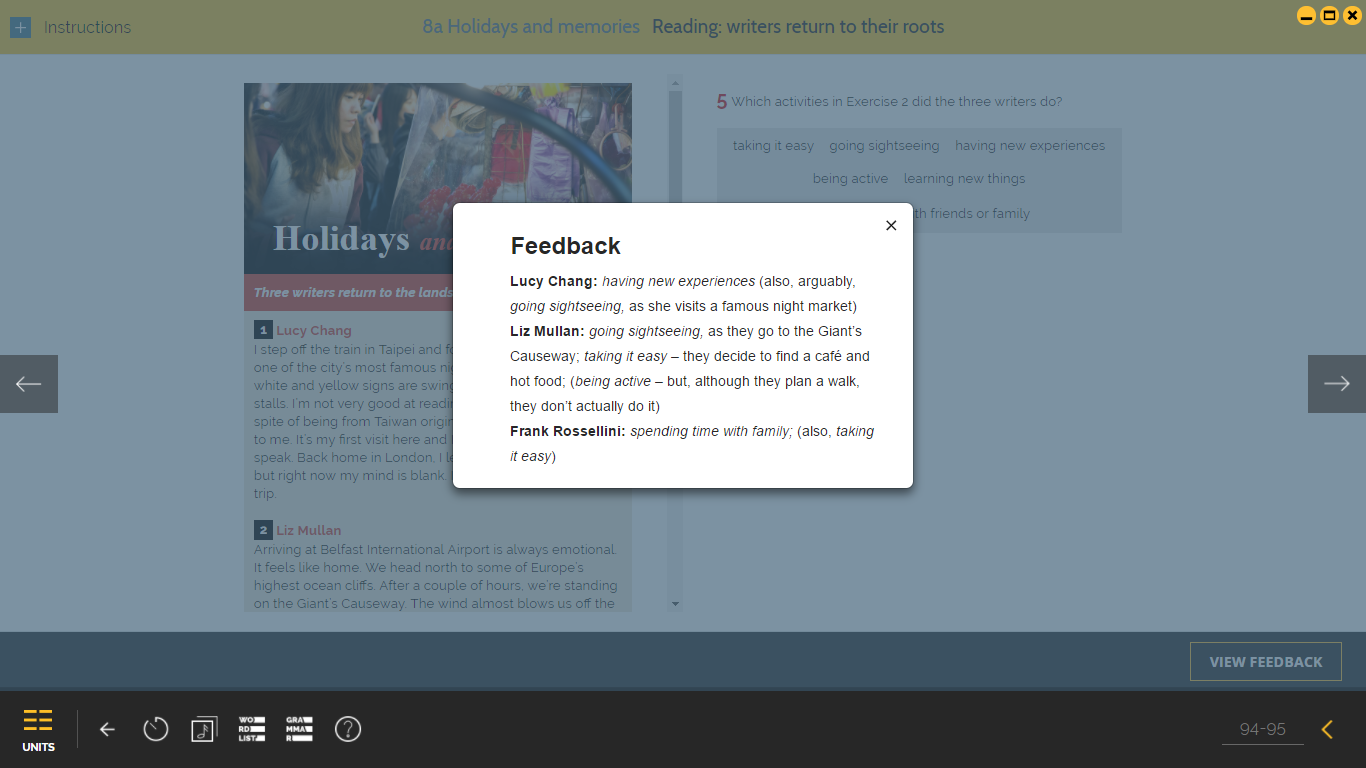 Instructions
8a Holidays and memories Reading: writers return to their roots
Holidays and
Three writers return to the lands
1 Lucy Chang
I step off the train in Taipei and
one of the city's most famous
white and yellow signs are swing
stalls. I'm not very good at readi
spite of being from Taiwan origin
to me. It's my first visit here and
speak. Back home in London, I
but right now my mind is blank.
trip.
2 Liz Mullan
Arriving at Belfast International Airport is always emotional.
It feels like home. We head north to some of Europe's
highest ocean cliffs. After a couple of hours, we're standing
on the Giant's Causeway. The wind almost blows us off the
5 Which activities in Exercise 2 did the three writers do?
taking it easy going sightseeing having new experiences
being active learning new things
th friends or family
Feedback
Lucy Chang: having new experiences (also, arguably,
going sightseeing, as she visits a famous night market)
Liz Mullan: going sightseeing, as they go to the Giant's
Causeway; taking it easy – they decide to find a café and
hot food; (being active – but, although they plan a walk,
they don't actually do it)
Frank Rossellini: spending time with family; (also, taking
it easy)
VIEW FEEDBACK
UNITS
WO
RD
LIST
GRA
MMA
R
94-95